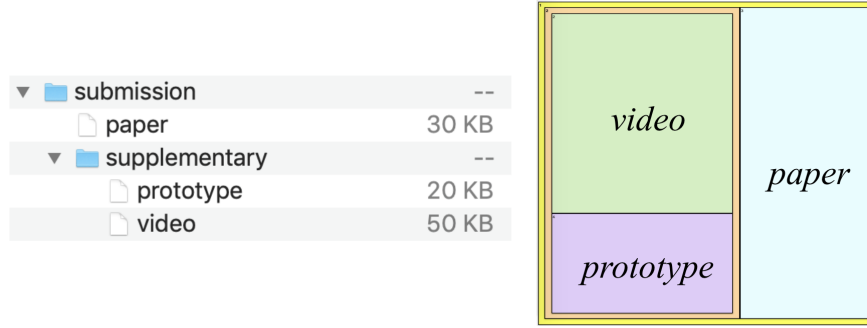 submission --
paper 30 KB
supplementary --
prototype 20 KB
video 50 KB
video
paper
prototype